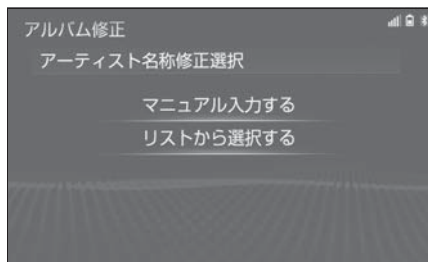 アルバム修正
アーティスト名称修正選択
マニュアル入力する
リストから選択する